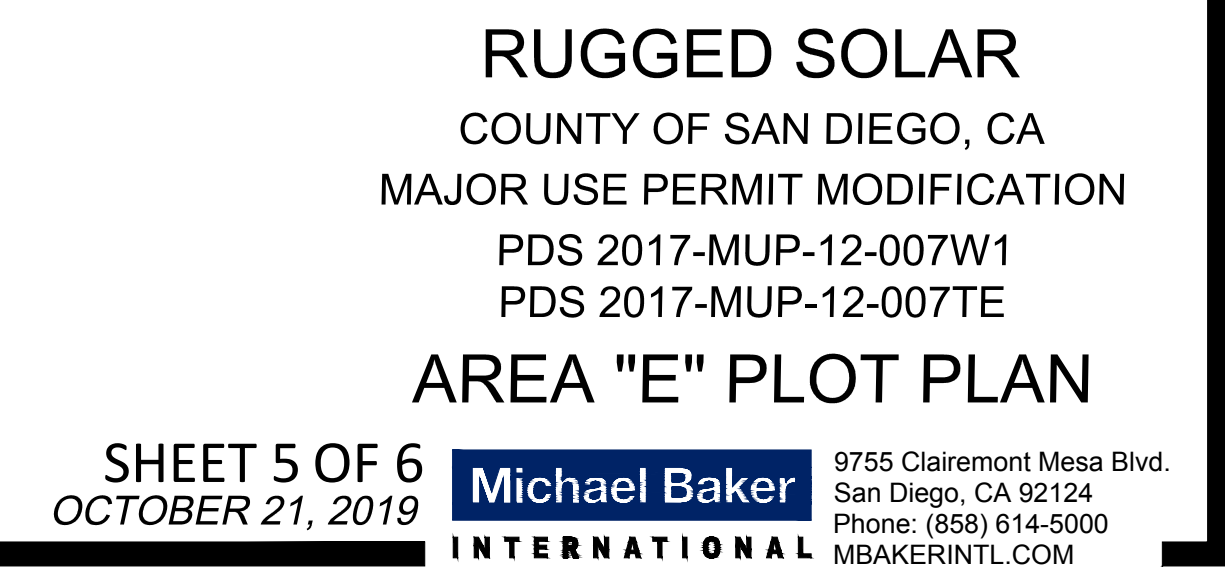 RUGGED SOLAR
COUNTY OF SAN DIEGO, CA
MAJOR USE PERMIT MODIFICATION
PDS 2017-MUP-12-007W1
PDS 2017-MUP-12-007TE
AREA "E" PLOT PLAN
SHEET 5 OF 6
OCTOBER 21, 2019
Michael Baker
INTERNATIONAL
9755 Clairemont Mesa Blvd.
San Diego, CA 92124
Phone: (858) 614-5000
MBAKERINTL.COM